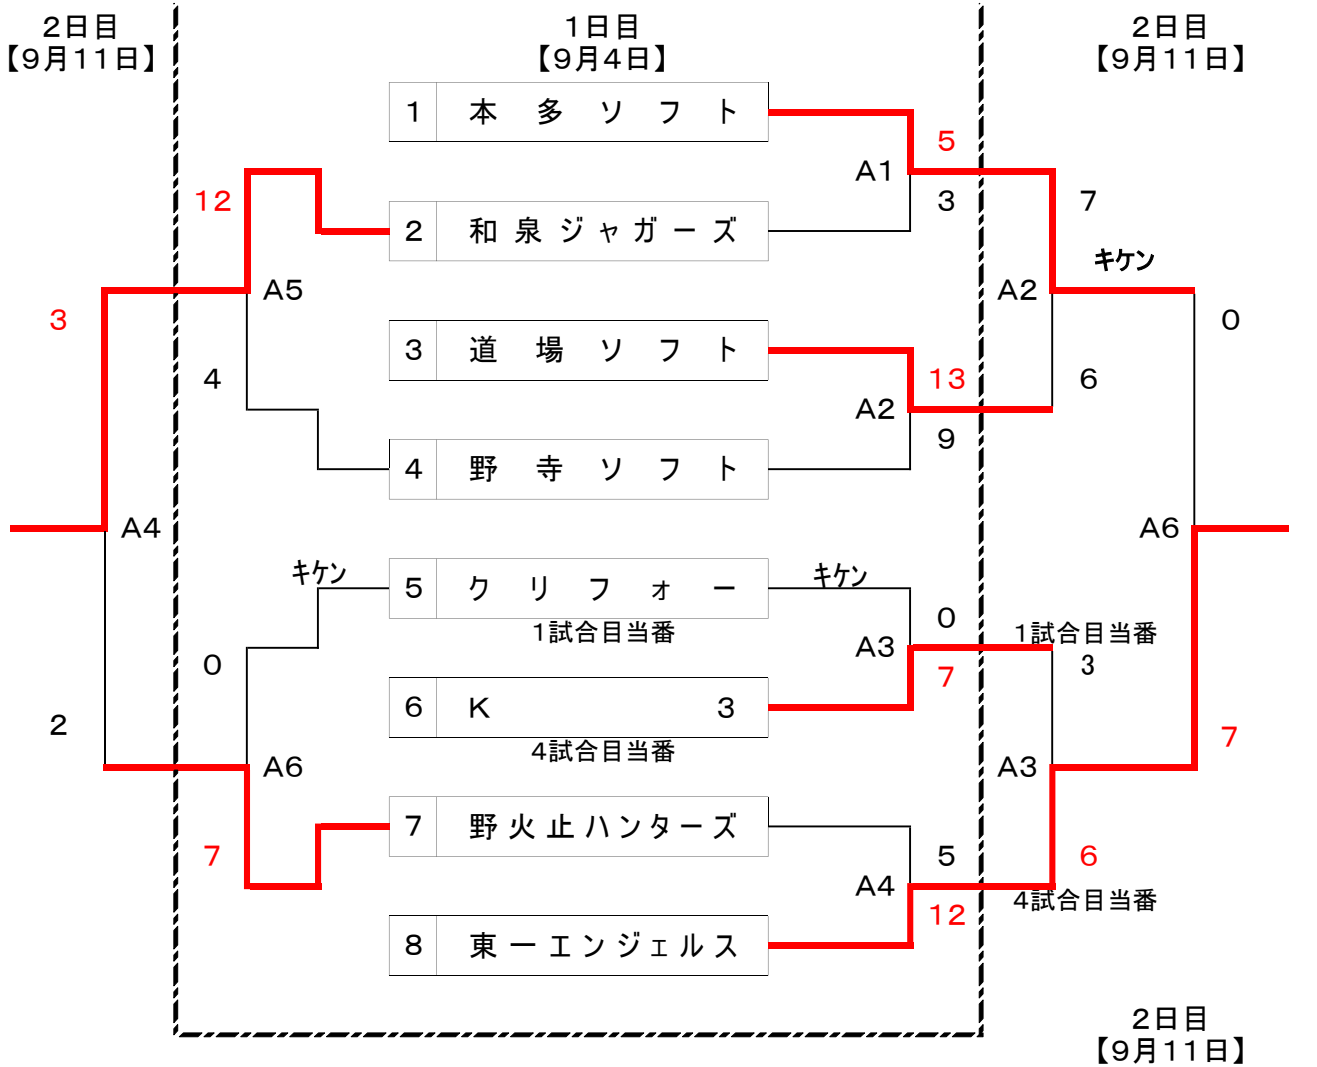 2日目
【9月11日】
1日目
【9月4日】
2日目
【9月11日】
1 本多ソフト
5
A1
12
3
7
2 和泉ジャガーズ
キケン
A5
A2
3
0
3 道場ソフト
4
13
6
A2
9
4 野寺ソフト
A4
A6
キケン
5 クリフォー
キケン
0
1試合目当番
1試合目当番
0
A3
3
7
6 K3
2
7
4試合目当番
A6
A3
7 野火止ハンターズ
7
5
6
A4
4試合目当番
12
8 東一エンジェルス
2日目
【9月11日】